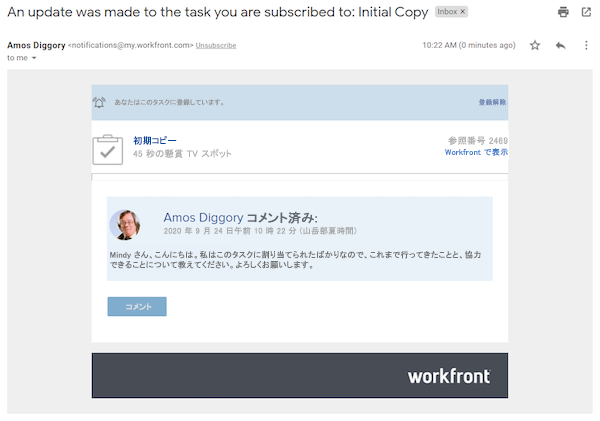 An update was made to the task you are subscribed to: Initial Copy Inbox ×
Amos Diggory <notifications@my.workfront.com> Unsubscribe 10:22 AM (0 minutes ago)
to me
あなたはこのタスクに登録しています。 登録解除
初期コピー 参照番号 2469
45 秒の懸賞 TV スポット Workfront で表示
Amos Diggory コメント済み:
2020 年 9 月 24 日午前 10 時 22 分 (山岳部夏時間)
Mindy さん、こんにちは。私はこのタスクに割り当てられたばかりなので、これまで行ってきたことと、協力
できることについて教えてください。よろしくお願いします。
コメント
workfront